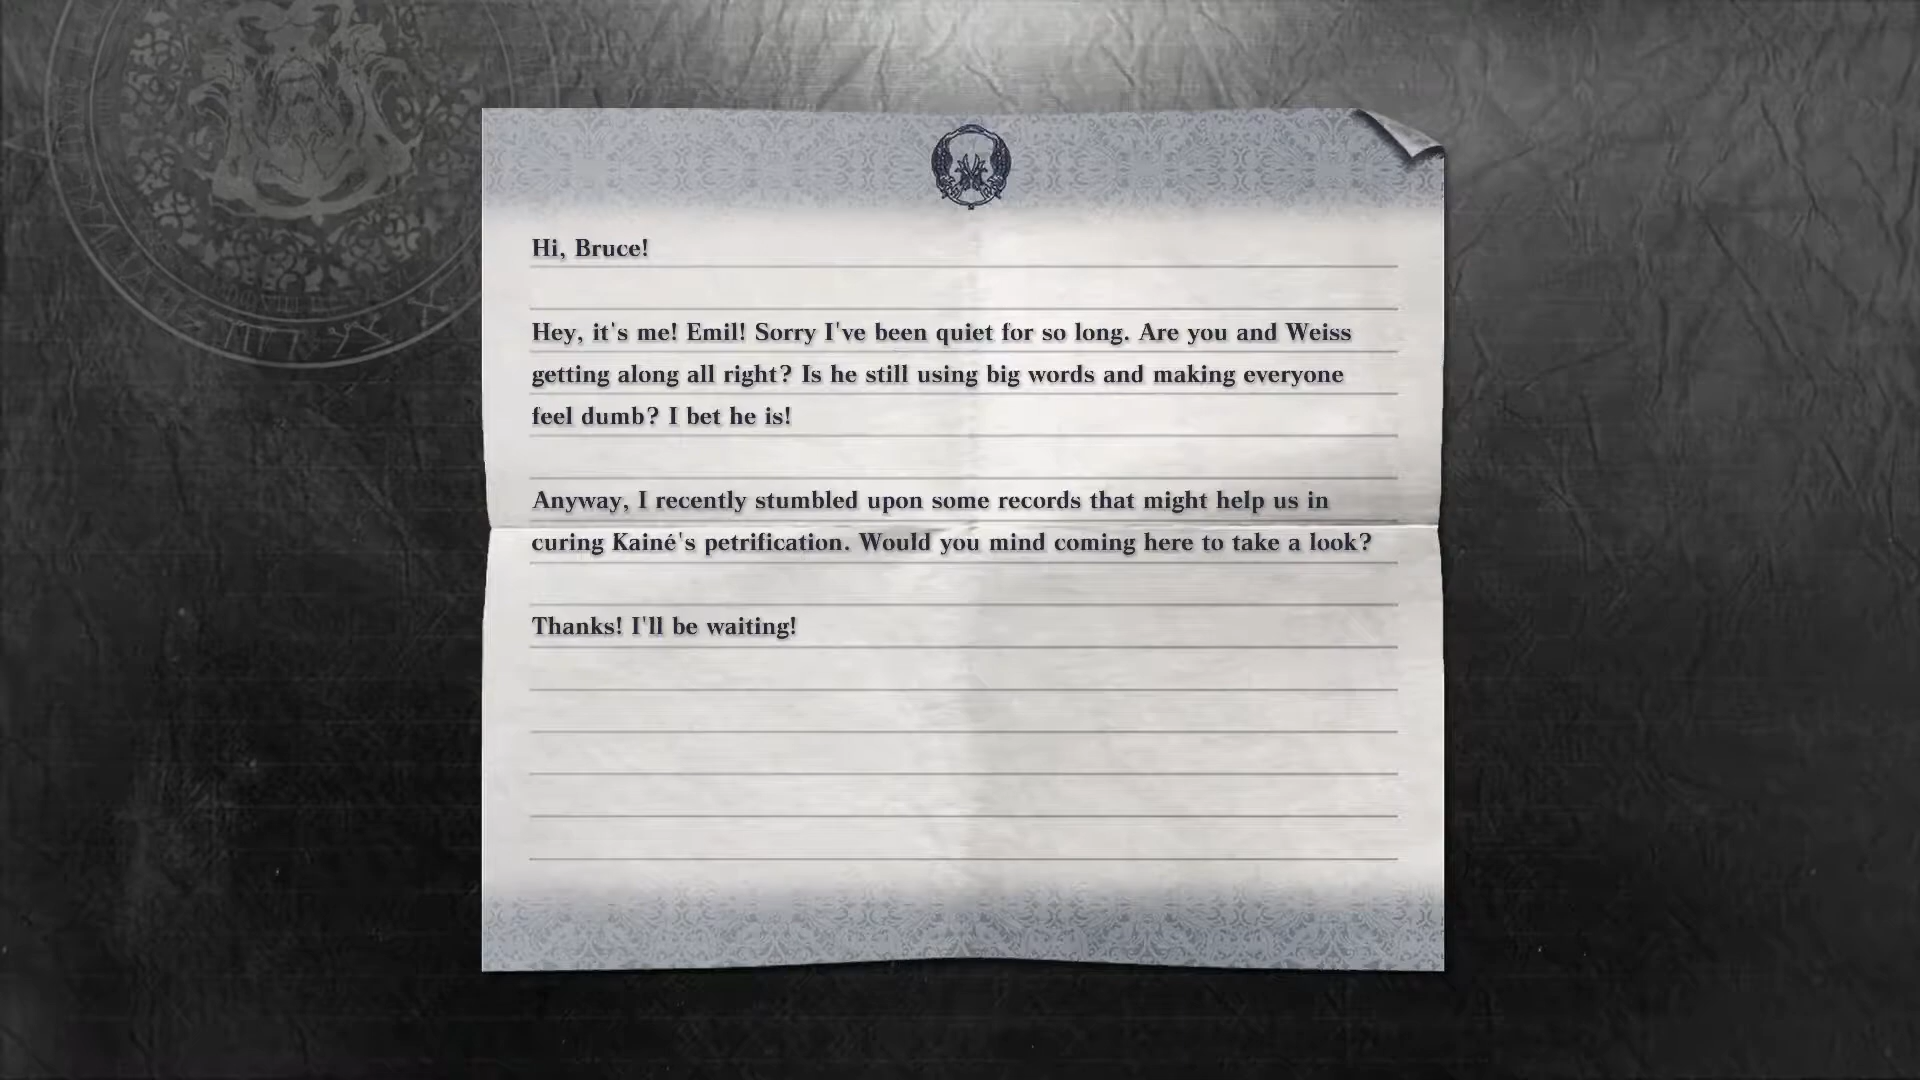 Hi, Bruce!
Hey, it's me! Emil! Sorry I've been quiet for so long. Are you and Weiss
getting along all right? Is he still using big words and making everyone
feel dumb? I bet he is!
Anyway, I recently stumbled upon some records that might help us in
curing Kainé's petrification. Would you mind coming here to take a look?
Thanks! I'll be waiting!